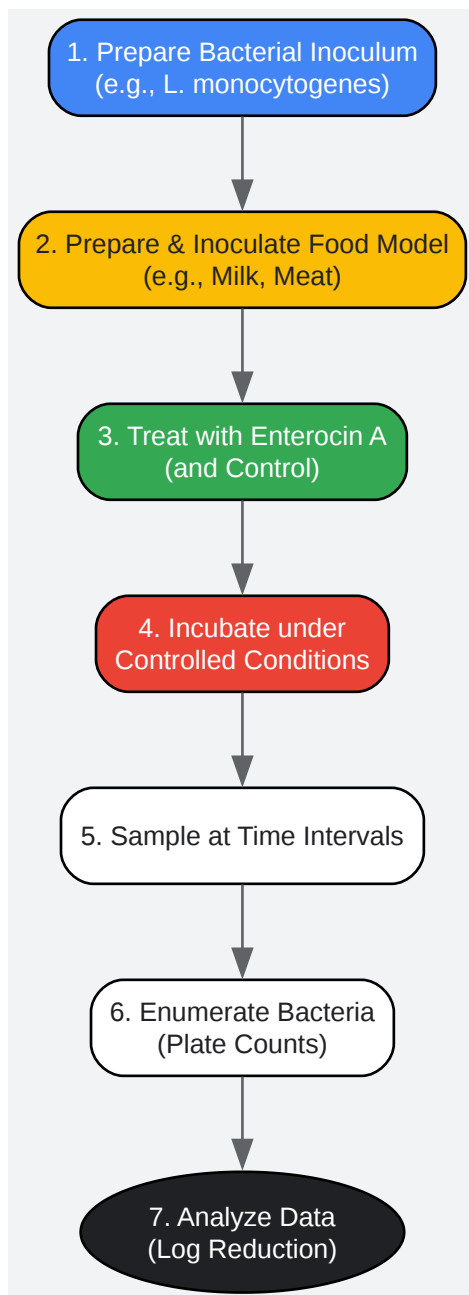 1. Prepare Bacterial Inoculum
(e.g., L. monocytogenes)
2. Prepare & Inoculate Food Model
(e.g., Milk, Meat)
3. Treat with Enterocin A
(and Control)
4. Incubate under
Controlled Conditions
5. Sample at Time Intervals
6. Enumerate Bacteria
(Plate Counts)
7. Analyze Data
(Log Reduction)